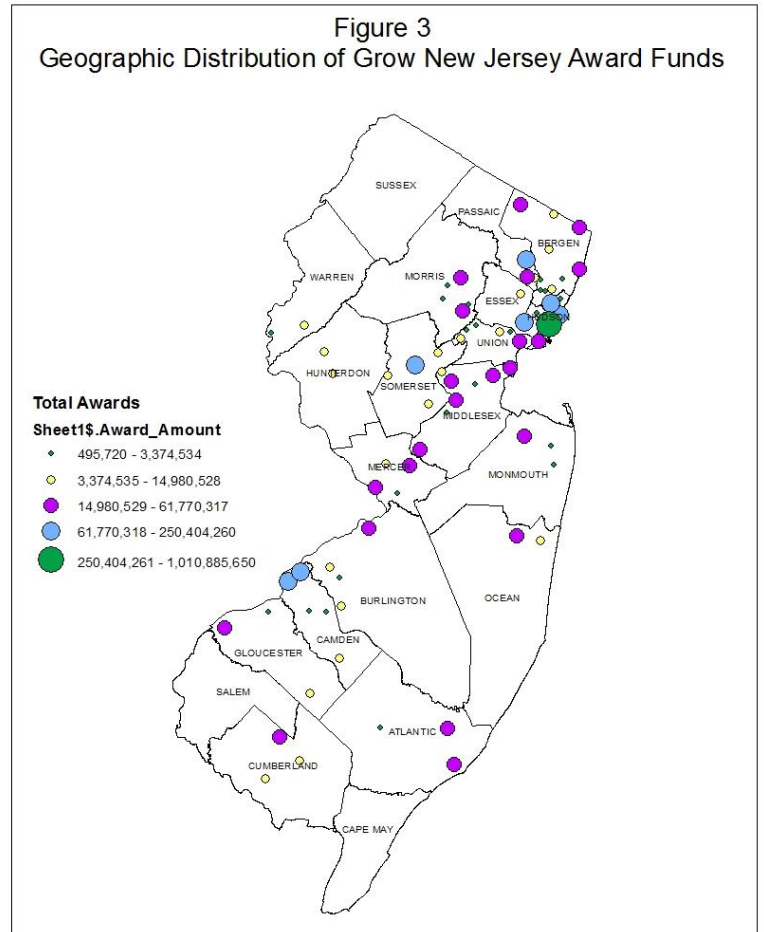 Figure 3
Geographic Distribution of Grow New Jersey Award Funds
SUSSEX
PASSAIC
BERGEN
WARREN
MORRIS
ESSEX
HUDSON
UNION
HUNTERDON
SOMERSET
MIDDLESEX
MERCER
MONMOUTH
Total Awards
Sheet1$.Award_Amount
495,720 - 3,374,534
3,374,535 - 14,980,528
14,980,529 - 61,770,317
61,770,318 - 250,404,260
250,404,261 - 1,010,885,650
OCEAN
BURLINGTON
CAMDEN
GLOUCESTER
SALEM
ATLANTIC
CUMBERLAND
CAPE MAY